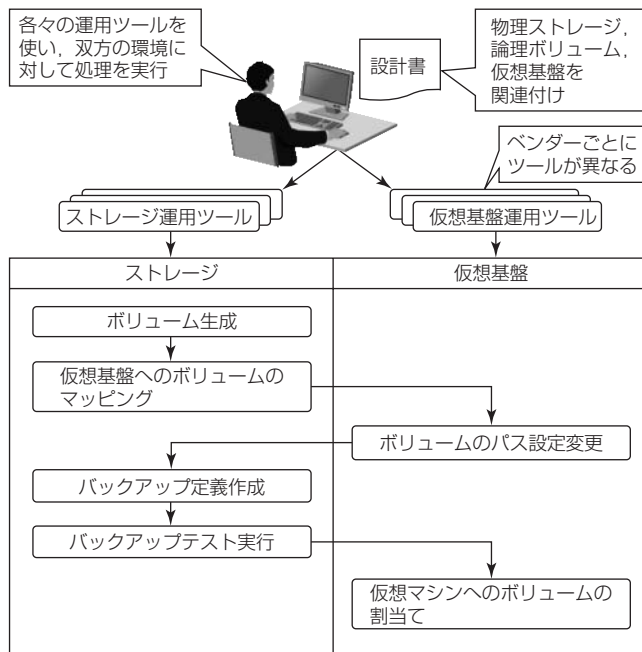 各々の運用ツールを
使い，双方の環境に
対して処理を実行
設計書
物理ストレージ，
論理ボリューム，
仮想基盤を
関連付け
ベンダーごとに
ツールが異なる
ストレージ運用ツール
仮想基盤運用ツール
ストレージ
仮想基盤
ボリューム生成
仮想基盤へのボリュームの
マッピング
ボリュームのパス設定変更
バックアップ定義作成
バックアップテスト実行
仮想マシンへのボリュームの
割当て